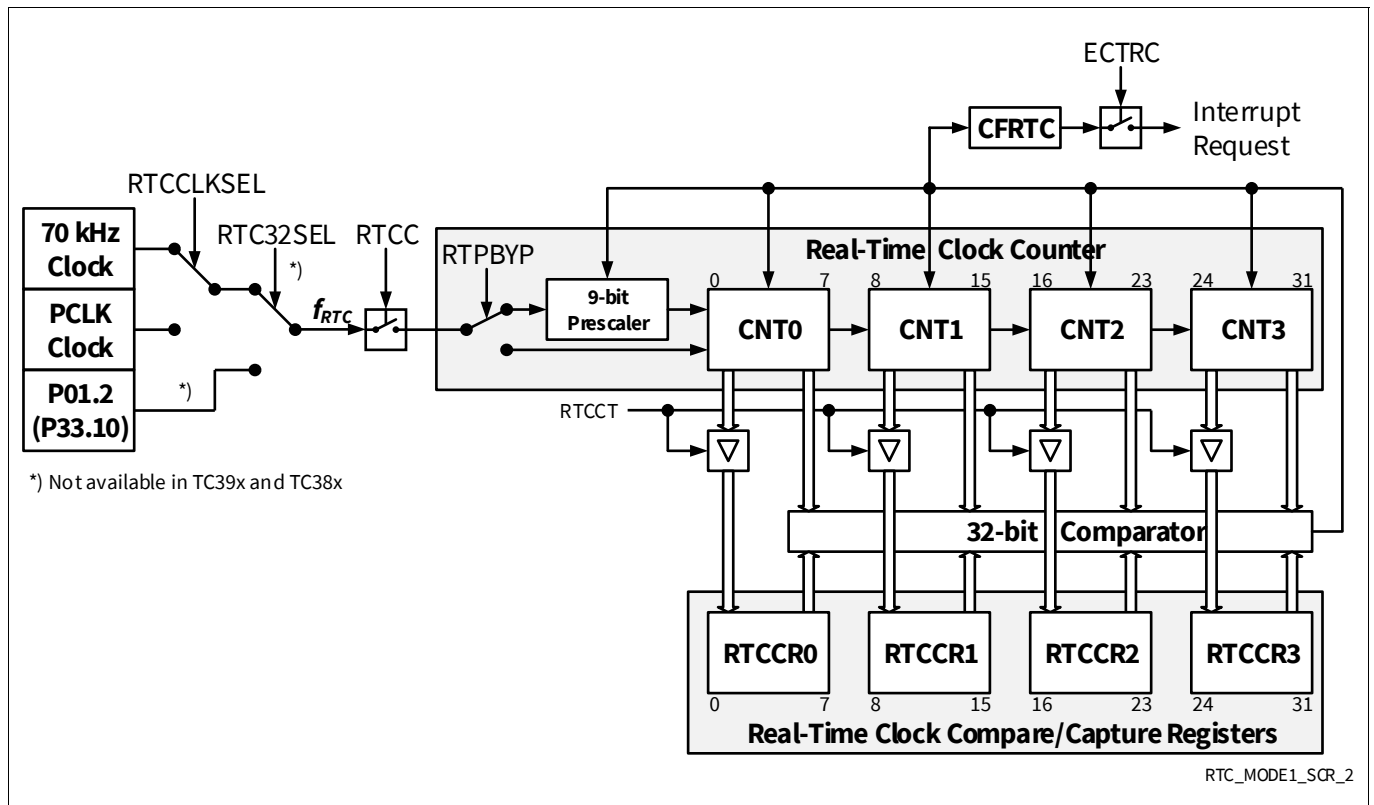 ECTRC
CFRTC
Interrupt
Request
RTCCLKSEL
RTC32SEL
RTCC
*)
RTPBYP
70 kHz
Clock
PCLK
Clock
P01.2
(P33.10)
*)
fRTC
Real-Time Clock Counter
9-bit
Prescaler
0 7 8 15 16 23 24 31
CNT0 CNT1 CNT2 CNT3
RTCCT
*) Not available in TC39x and TC38x
32-bit Comparator
RTCCR0 RTCCR1 RTCCR2 RTCCR3
0 7 8 15 16 23 24 31
Real-Time Clock Compare/Capture Registers
RTC_MODE1_SCR_2